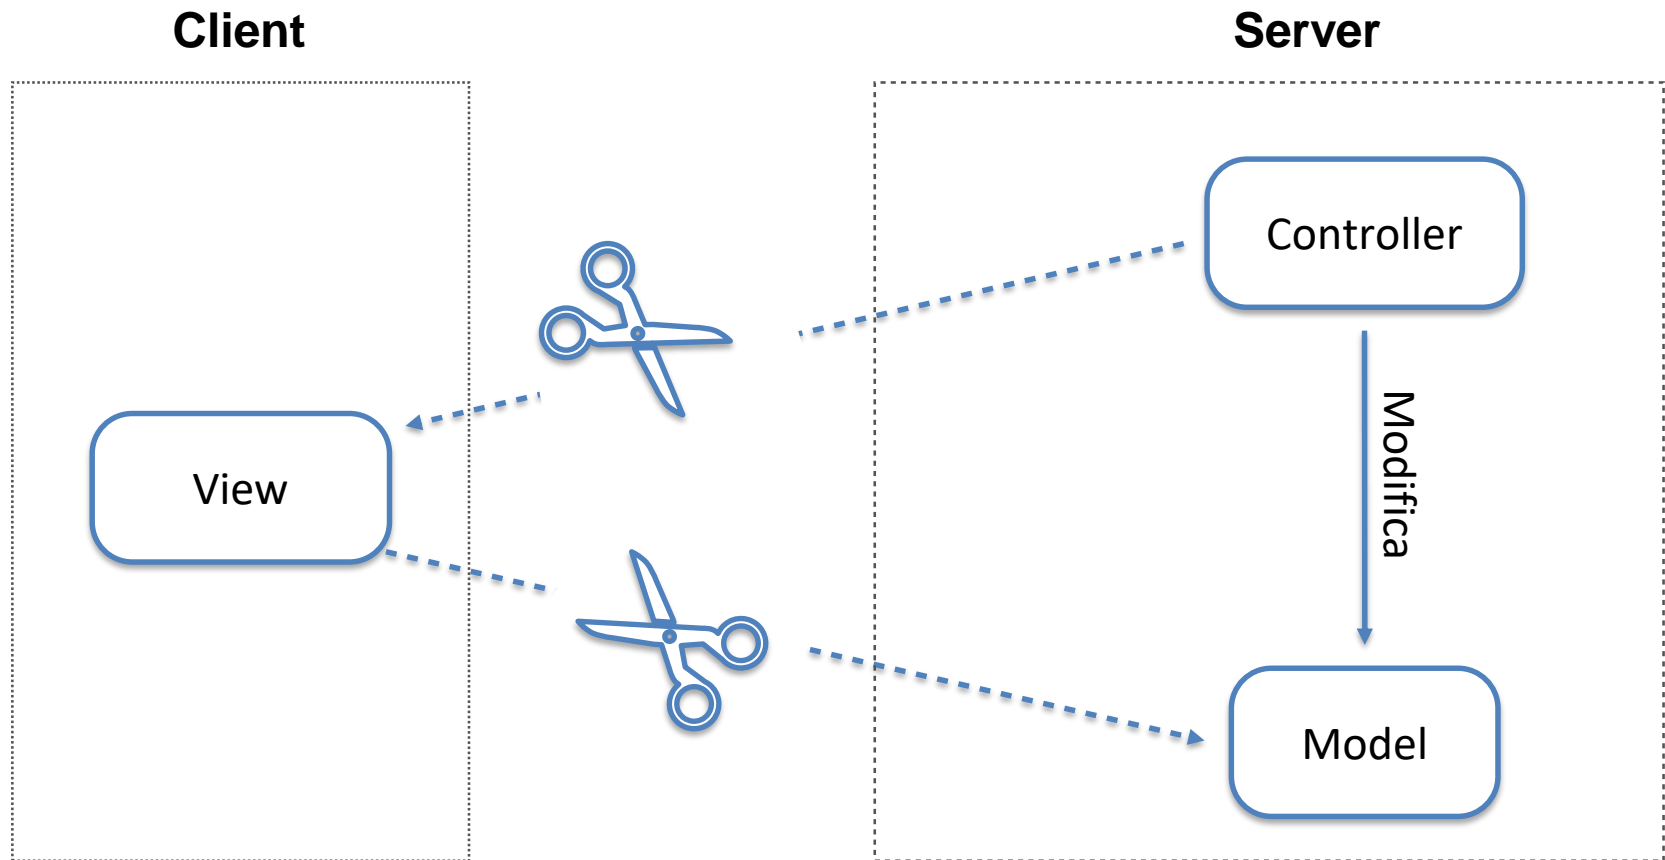 Client
Server
Controller
Modifica
View
Model